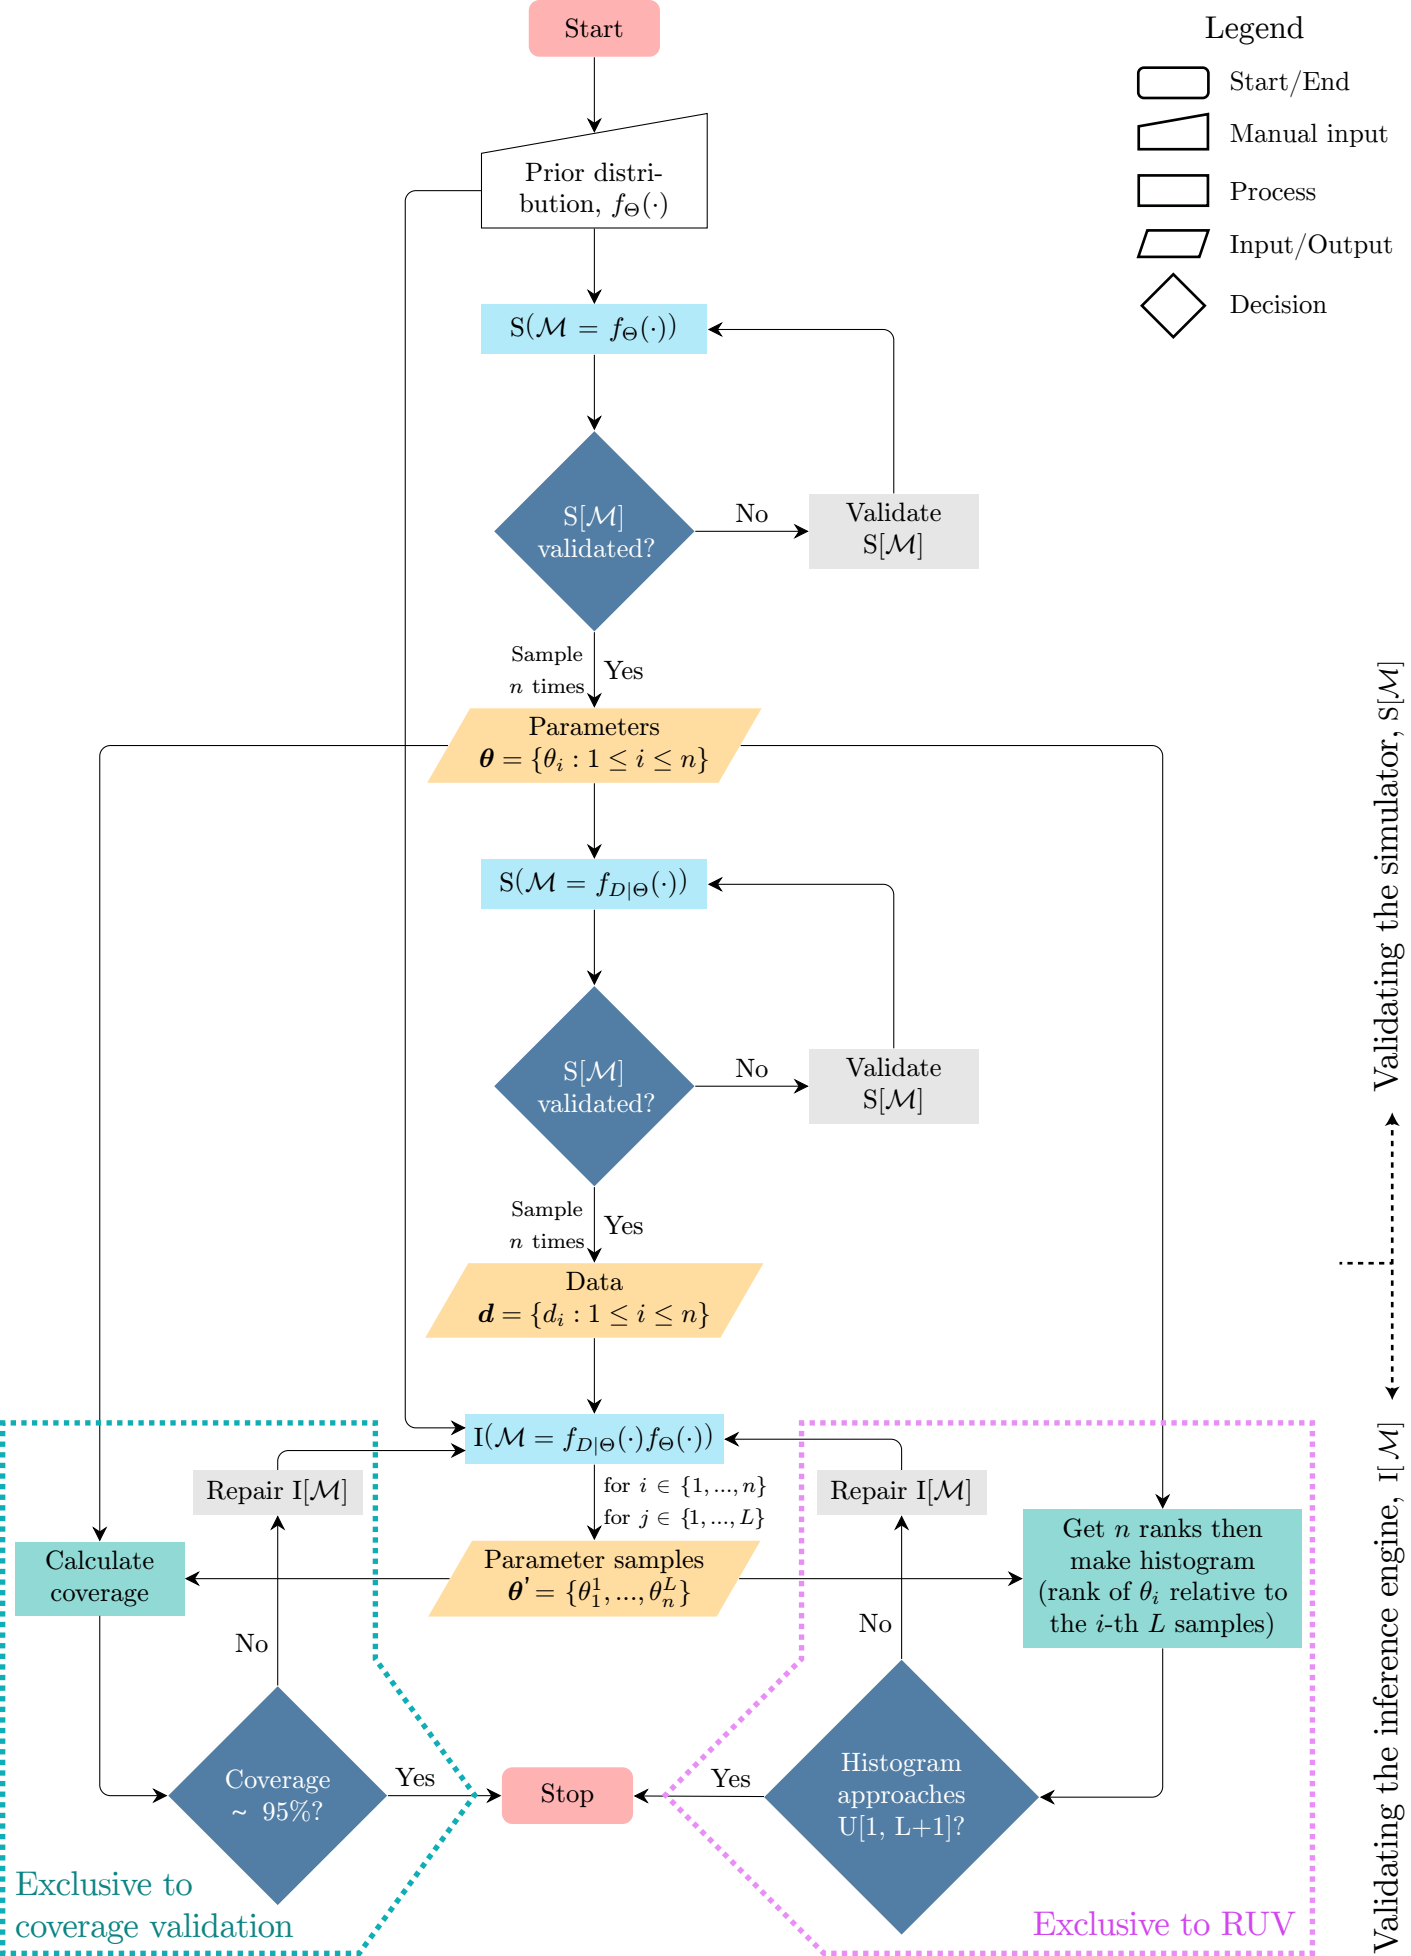 Start
Legend
Start/End
Manual input
Process
Input/Output
Decision
Prior distri-
bution, f_Θ(·)
S(ℳ = f_Θ(·))
S[ℳ]
validated?
No
Validate
S[ℳ]
Sample
n times
Yes
Parameters
θ = {θ_i : 1 ≤ i ≤ n}
S(ℳ = f_{D|Θ}(·))
S[ℳ]
validated?
No
Validate
S[ℳ]
Sample
n times
Yes
Data
d = {d_i : 1 ≤ i ≤ n}
I(ℳ = f_{D|Θ}(·)f_Θ(·))
for i ∈ {1, ..., n}
for j ∈ {1, ..., L}
Parameter samples
θ' = {θ_1^1, ..., θ_n^L}
Repair I[ℳ]
Calculate
coverage
No
Coverage
~ 95%?
Yes
Stop
Exclusive to
coverage validation
Repair I[ℳ]
Get n ranks then
make histogram
(rank of θ_i relative to
the i-th L samples)
No
Histogram
approaches
U[1, L+1]?
Yes
Exclusive to RUV
Validating the simulator, S[ℳ]
Validating the inference engine, I[ℳ]